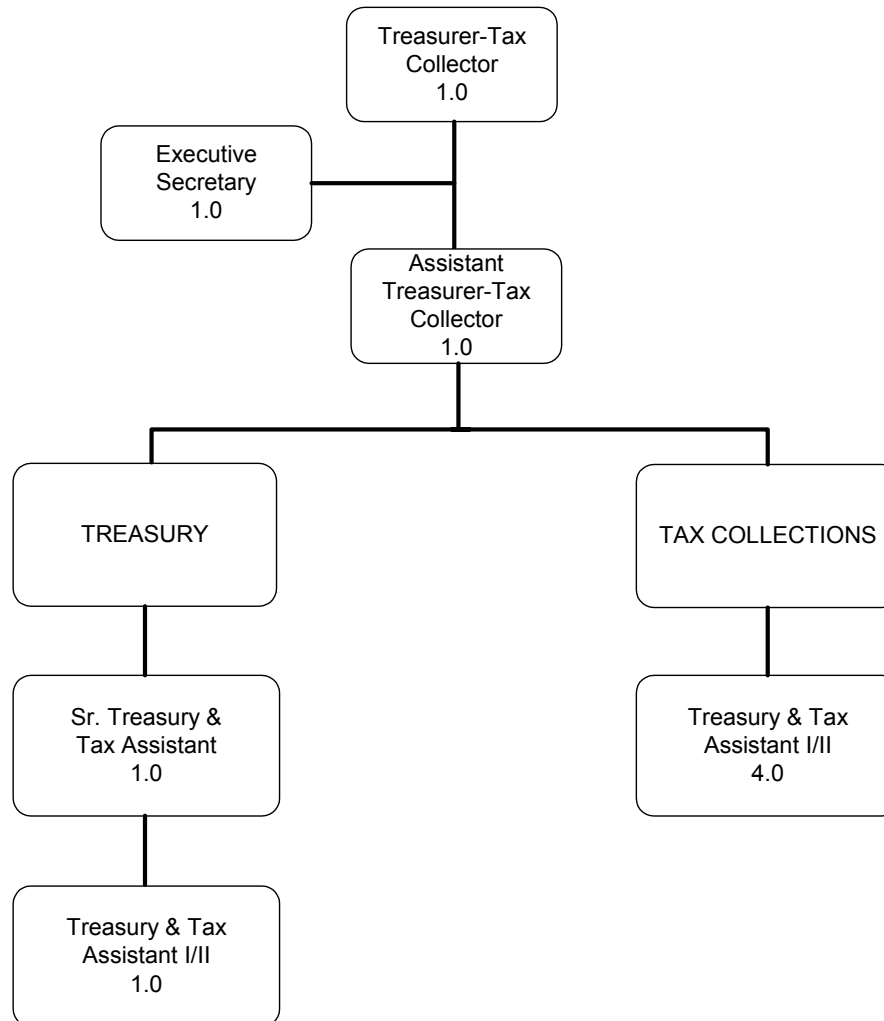 Treasurer-Tax
Collector
1.0
Executive
Secretary
1.0
Assistant
Treasurer-Tax
Collector
1.0
TREASURY
TAX COLLECTIONS
Sr. Treasury &
Tax Assistant
1.0
Treasury & Tax
Assistant I/II
4.0
Treasury & Tax
Assistant I/II
1.0